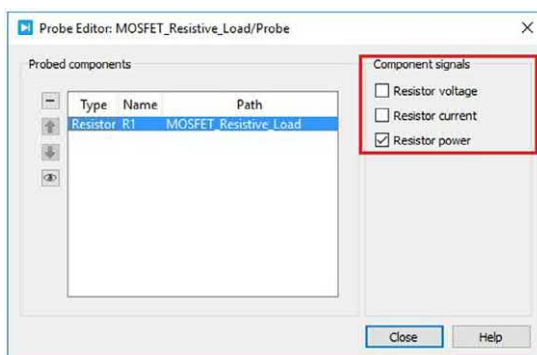 Probe Editor: MOSFET_Resistive_Load/Probe
Probed components
Type Name Path
Resistor R1 MOSFET_Resistive_Load
Component signals
Resistor voltage
Resistor current
Resistor power
Close Help